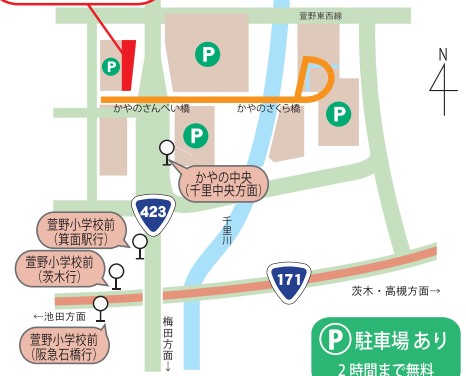 萱野東西線
P
P
N
かやのさんぺい橋
かやのさくら橋
P
P
かやの中央
(千里中央方面)
423
萱野小学校前
(箕面駅行)
千里川
萱野小学校前
(茨木行)
171
茨木・高槻方面→
←池田方面
梅田方面→
萱野小学校前
(阪急石橋行)
P 駐車場 あり
2時間まで無料